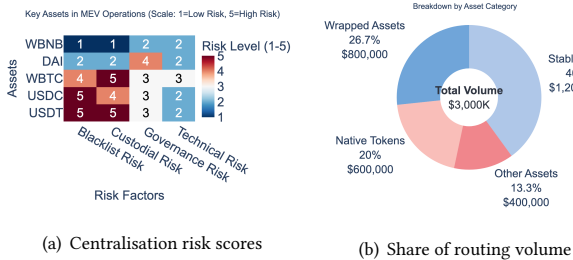 Key Assets in MEV Operations (Scale: 1=Low Risk, 5=High Risk)
Assets
WBNB 1 1 2 2
DAI 2 2 4 2
WBTC 4 5 3 3
USDC 5 4 3 2
USDT 5 5 3 2
Blacklist Risk
Custodial Risk
Governance Risk
Technical Risk
Risk Factors
Risk Level (1-5)
5
4
3
2
1
(a) Centralisation risk scores
Breakdown by Asset Category
Wrapped Assets
26.7%
$800,000
Total Volume
$3,000K
Native Tokens
20%
$600,000
Other Assets
13.3%
$400,000
(b) Share of routing volume